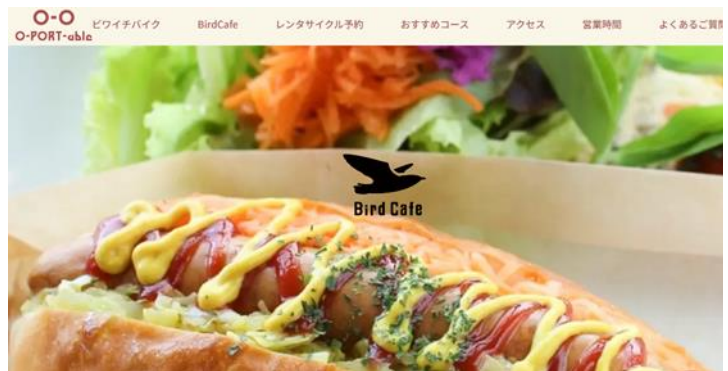 O-O
O-PORT-able
ビワイチバイク
BirdCafe
レンタサイクル予約
おすすめコース
アクセス
営業時間
よくあるご質問
Bird Cafe